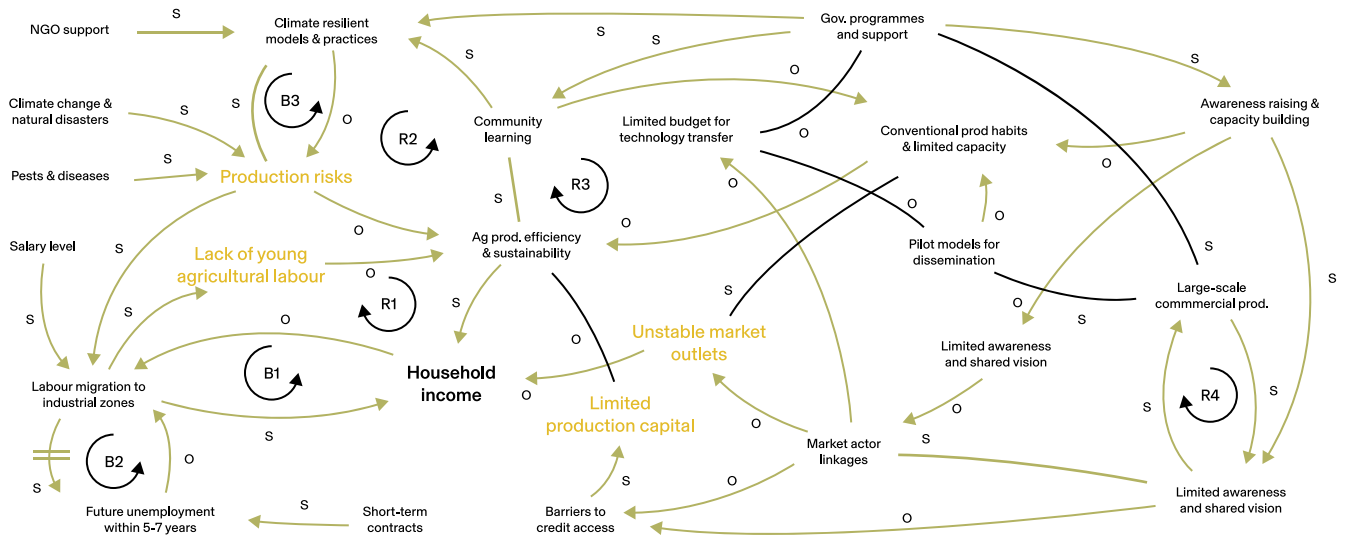 NGO support
S
Climate resilient
models & practices
S
S
Gov. programmes
and support
S
Climate change &
natural disasters
S
S
B3
O
R2
S
Community
learning
O
Limited budget for
technology transfer
O
Conventional prod habits
& limited capacity
Awareness raising &
capacity building
O
Pests & diseases
S
Production risks
S
R3
O
O
O
O
Pilot models for
dissemination
S
Salary level
S
O
Ag prod. efficiency
& sustainability
Lack of young
agricultural labour
O
R1
S
S
O
S
Large-scale
commmercial prod.
S
S
S
O
O
Unstable market
outlets
Limited awareness
and shared vision
Labour migration to
industrial zones
B1
Household
income
O
Limited
production capital
O
O
S
R4
S
S
S
B2
O
S
Market actor
linkages
S
O
S
Future unemployment
within 5-7 years
S
Short-term
contracts
Barriers to
credit access
O
Limited awareness
and shared vision